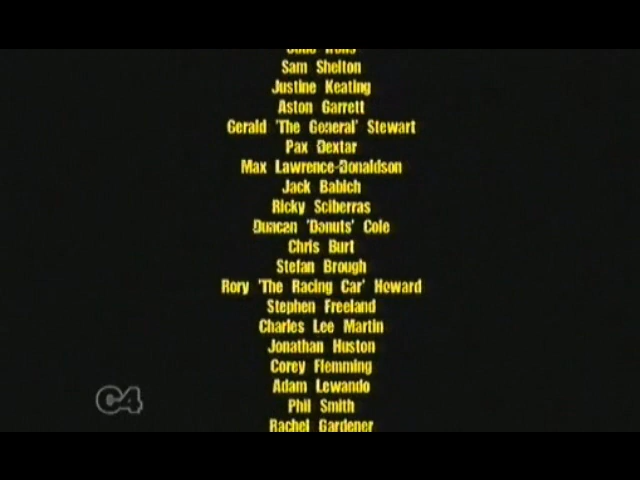 Sam Shelton
Justine Keating
Aston Garrett
Gerald 'The General' Stewart
Pax Dextar
Max Lawrence-Donaldson
Jack Babich
Ricky Sciberras
Duncan 'Donuts' Cole
Chris Burt
Stefan Brough
Rory 'The Racing Car' Howard
Stephen Freeland
Charles Lee Martin
Jonathan Huston
Corey Flemming
Adam Lewando
Phil Smith
Rachel Gardener
C4